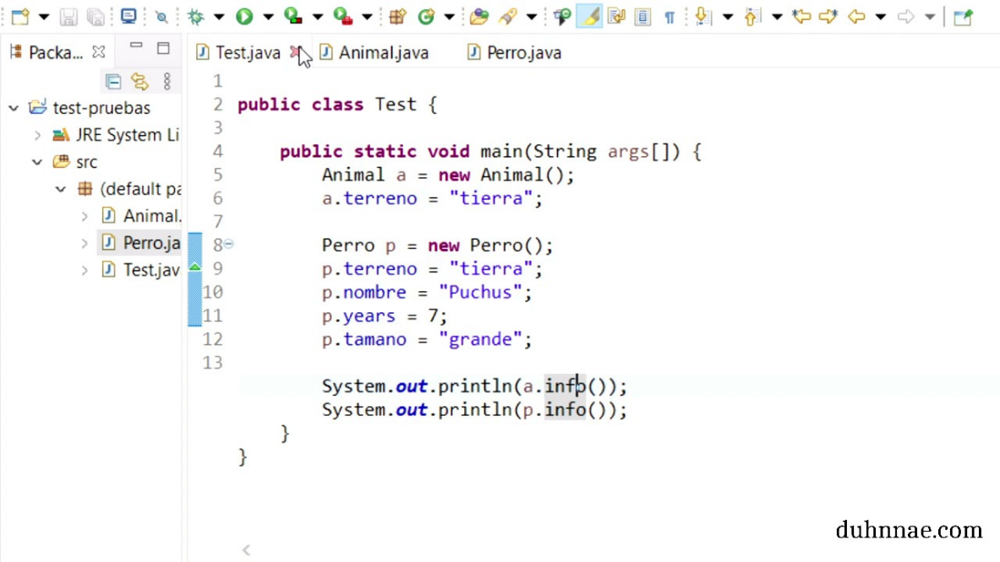 Packa...
Test.java
Animal.java
Perro.java
test-pruebas
JRE System Li
src
(default pa
Animal.
Perro.ja
Test.jav
1
2 public class Test {
3
4 public static void main(String args[]) {
5 Animal a = new Animal();
6 a.terreno = "tierra";
7
8 Perro p = new Perro();
9 p.terreno = "tierra";
10 p.nombre = "Puchus";
11 p.years = 7;
12 p.tamano = "grande";
13
System.out.println(a.info());
System.out.println(p.info());
}
}
duhnnae.com